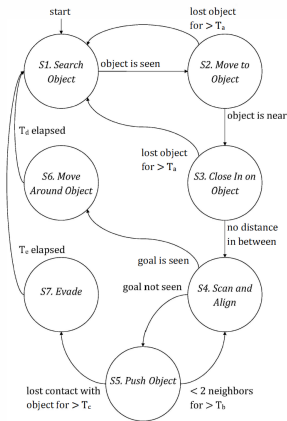 start
lost object
for > Ta
S1. Search
Object
object is seen
S2. Move to
Object
object is near
Td elapsed
lost object
for > Ta
S6. Move
Around Object
S3. Close In on
Object
no distance
in between
Te elapsed
goal is seen
goal not seen
S7. Evade
S4. Scan and
Align
S5. Push Object
lost contact with
object for > Tc
< 2 neighbors
for > Tb